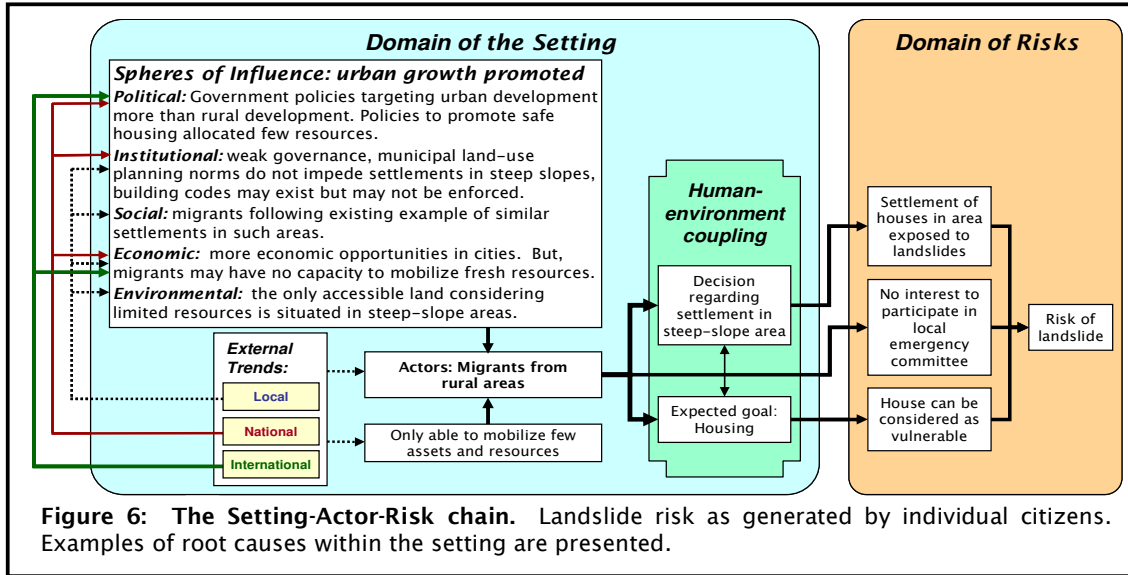 Domain of the Setting
Domain of Risks
Spheres of Influence: urban growth promoted
Political: Government policies targeting urban development
more than rural development. Policies to promote safe
housing allocated few resources.
Institutional: weak governance, municipal land-use
planning norms do not impede settlements in steep slopes,
building codes may exist but may not be enforced.
Social: migrants following existing example of similar
settlements in such areas.
Economic: more economic opportunities in cities. But,
migrants may have no capacity to mobilize fresh resources.
Environmental: the only accessible land considering
limited resources is situated in steep-slope areas.
External
Trends:
Local
National
International
Actors: Migrants from
rural areas
Only able to mobilize few
assets and resources
Human-
environment
coupling
Decision
regarding
settlement in
steep-slope area
Expected goal:
Housing
Settlement of
houses in area
exposed to
landslides
No interest to
participate in
local
emergency
committee
House can be
considered as
vulnerable
Risk of
landslide
Figure 6: The Setting-Actor-Risk chain. Landslide risk as generated by individual citizens.
Examples of root causes within the setting are presented.